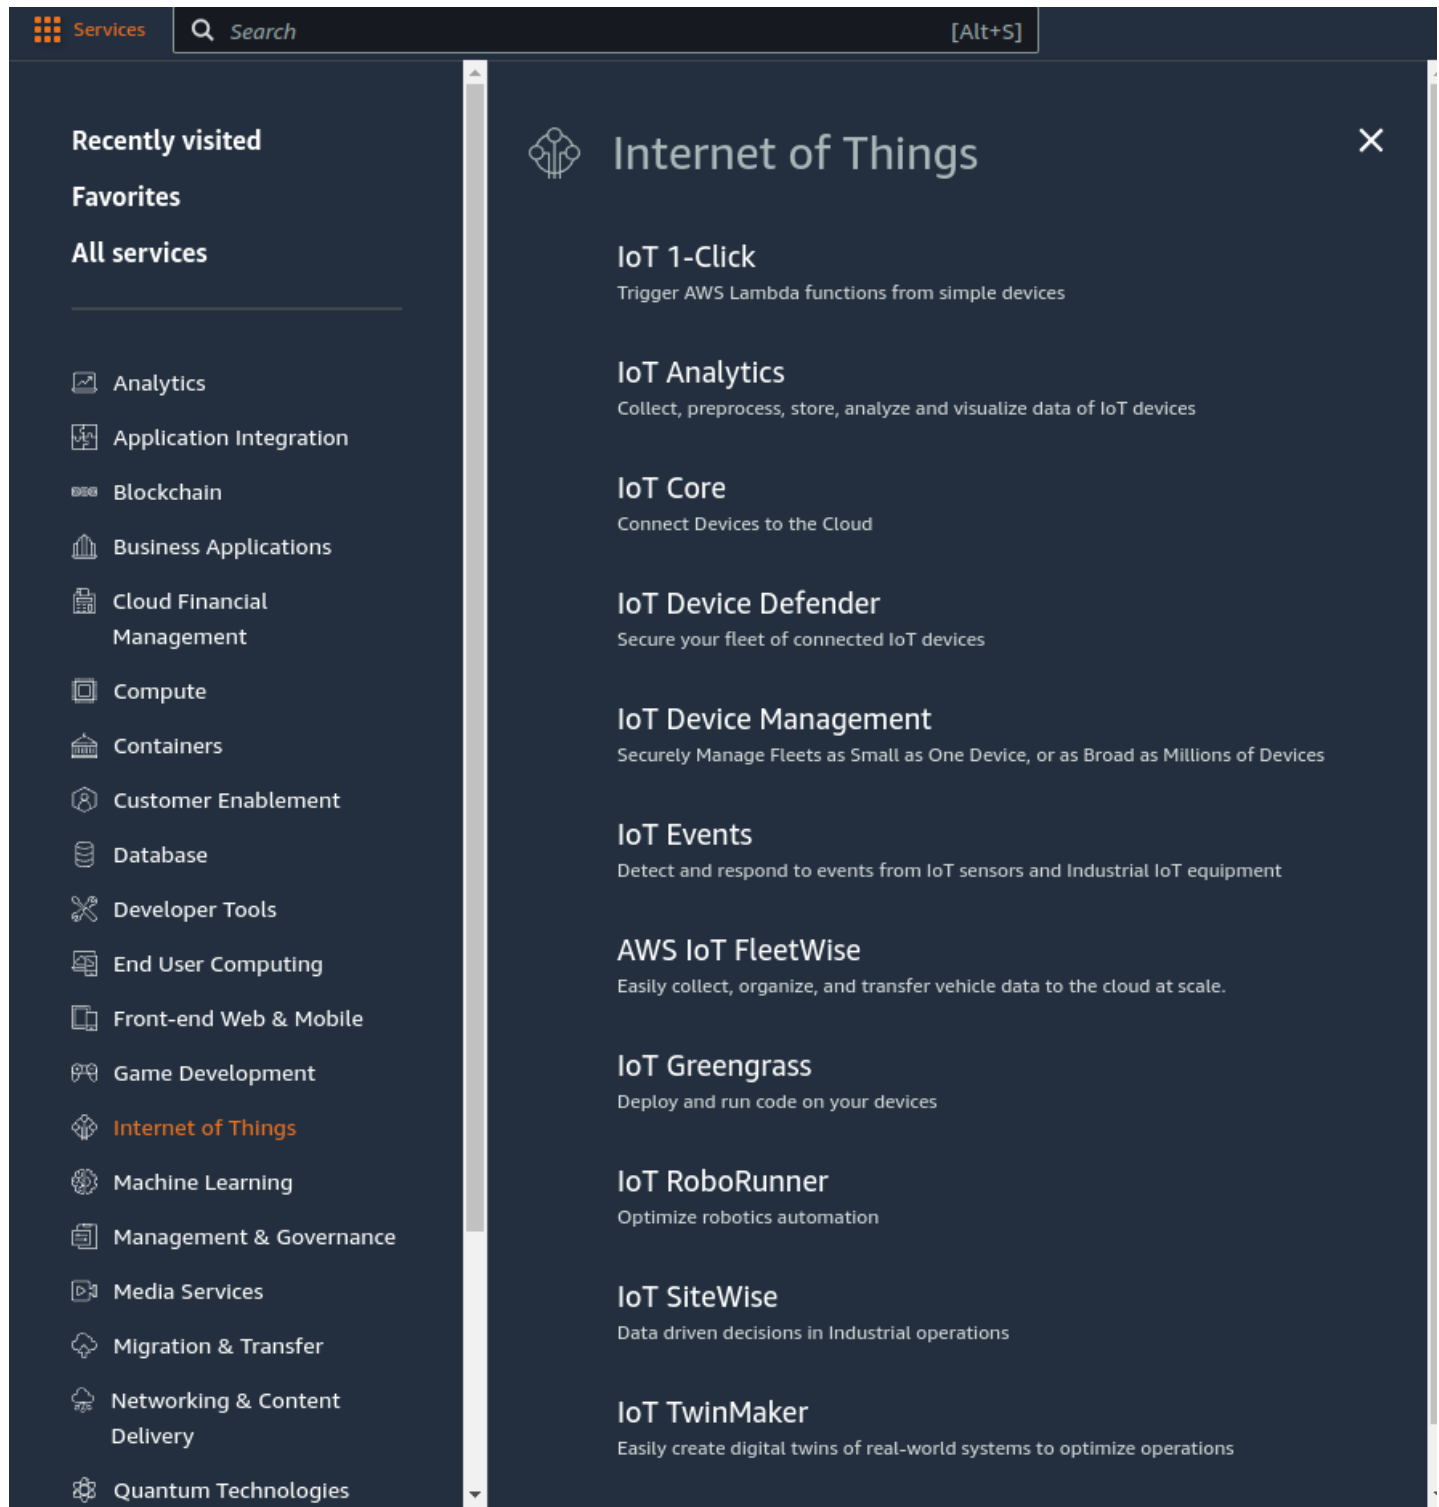 Services
Search [Alt+S]
Recently visited
Favorites
All services
Analytics
Application Integration
Blockchain
Business Applications
Cloud Financial
Management
Compute
Containers
Customer Enablement
Database
Developer Tools
End User Computing
Front-end Web & Mobile
Game Development
Internet of Things
Machine Learning
Management & Governance
Media Services
Migration & Transfer
Networking & Content
Delivery
Quantum Technologies
Internet of Things
IoT 1-Click
Trigger AWS Lambda functions from simple devices
IoT Analytics
Collect, preprocess, store, analyze and visualize data of IoT devices
IoT Core
Connect Devices to the Cloud
IoT Device Defender
Secure your fleet of connected IoT devices
IoT Device Management
Securely Manage Fleets as Small as One Device, or as Broad as Millions of Devices
IoT Events
Detect and respond to events from IoT sensors and Industrial IoT equipment
AWS IoT FleetWise
Easily collect, organize, and transfer vehicle data to the cloud at scale.
IoT Greengrass
Deploy and run code on your devices
IoT RoboRunner
Optimize robotics automation
IoT SiteWise
Data driven decisions in Industrial operations
IoT TwinMaker
Easily create digital twins of real-world systems to optimize operations